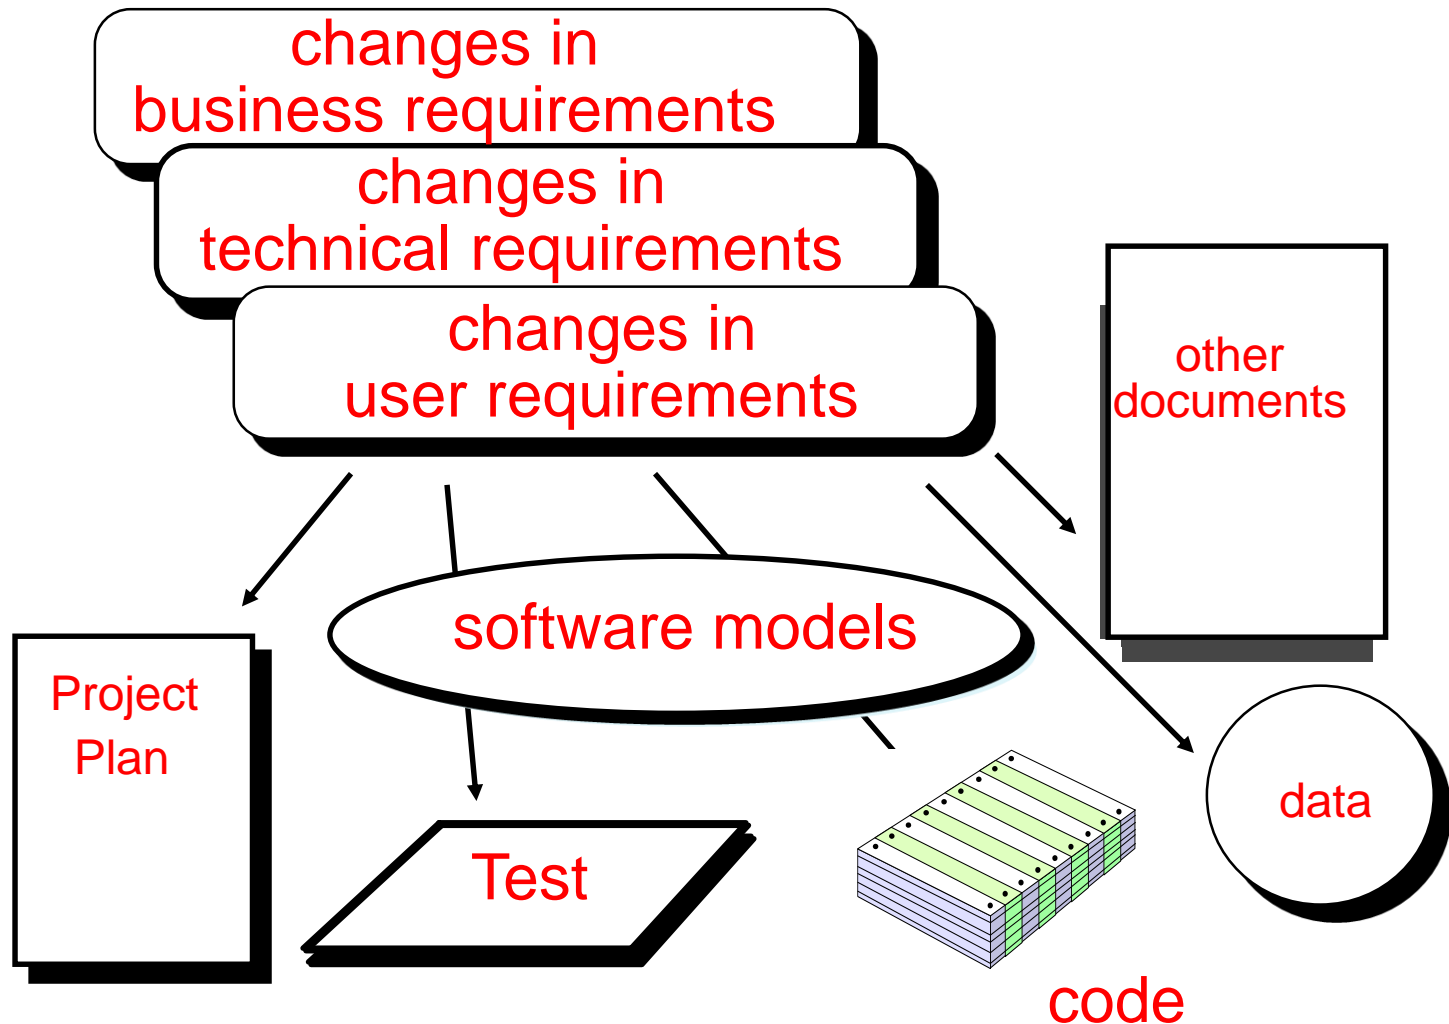 changes in
business requirements
changes in
technical requirements
changes in
user requirements
other
documents
software models
Project
Plan
data
Test
code